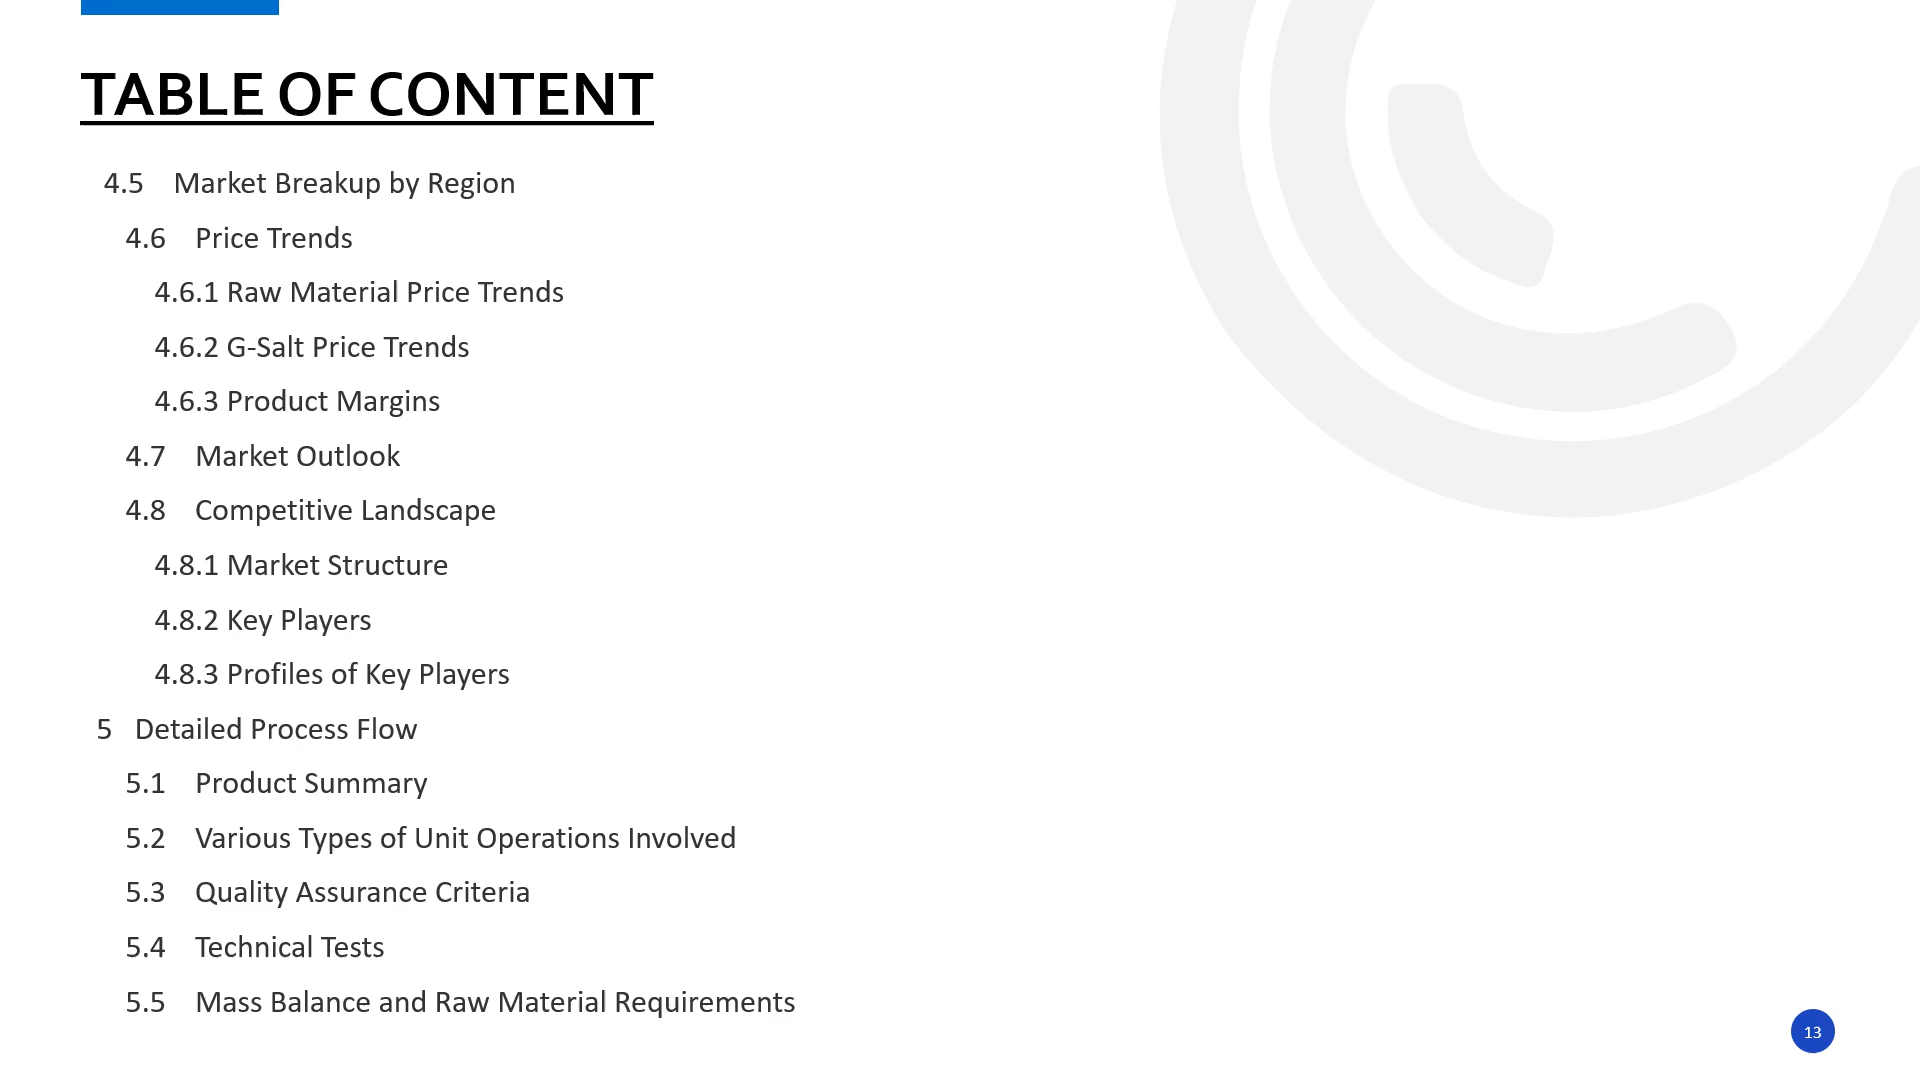 TABLE OF CONTENT
4.5 Market Breakup by Region
4.6 Price Trends
4.6.1 Raw Material Price Trends
4.6.2 G-Salt Price Trends
4.6.3 Product Margins
4.7 Market Outlook
4.8 Competitive Landscape
4.8.1 Market Structure
4.8.2 Key Players
4.8.3 Profiles of Key Players
5 Detailed Process Flow
5.1 Product Summary
5.2 Various Types of Unit Operations Involved
5.3 Quality Assurance Criteria
5.4 Technical Tests
5.5 Mass Balance and Raw Material Requirements
13